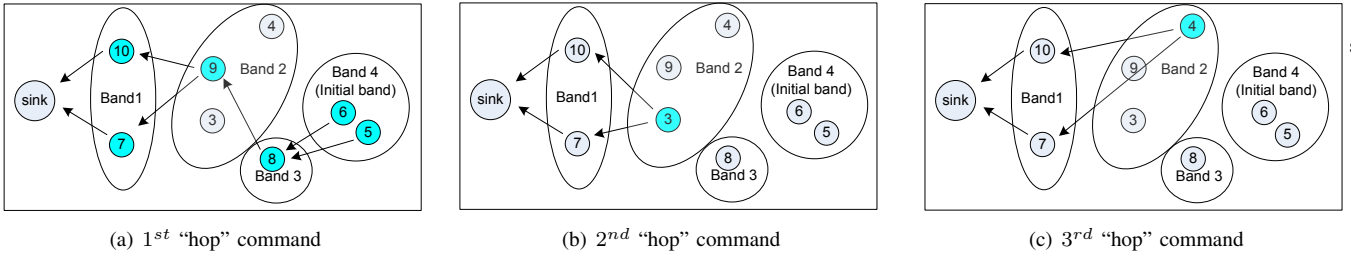 4
10
9
Band 2
Band 4
(Initial band)
sink
Band1
6
3
5
7
8
Band 3
(a) 1st “hop” command
4
10
9
Band 2
Band 4
(Initial band)
sink
Band1
6
3
5
7
8
Band 3
(b) 2nd “hop” command
4
10
9
Band 2
Band 4
(Initial band)
sink
Band1
6
3
5
7
8
Band 3
(c) 3rd “hop” command
s